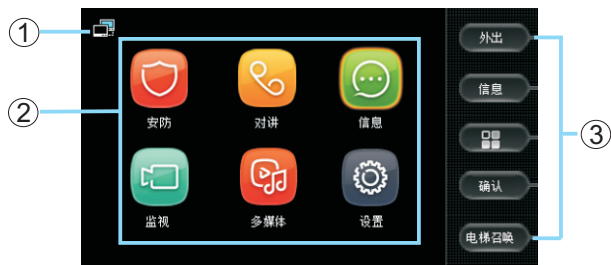 ①
外出
②
安防 对讲 信息
信息
③
监视 多媒体 设置
确认
电梯召唤